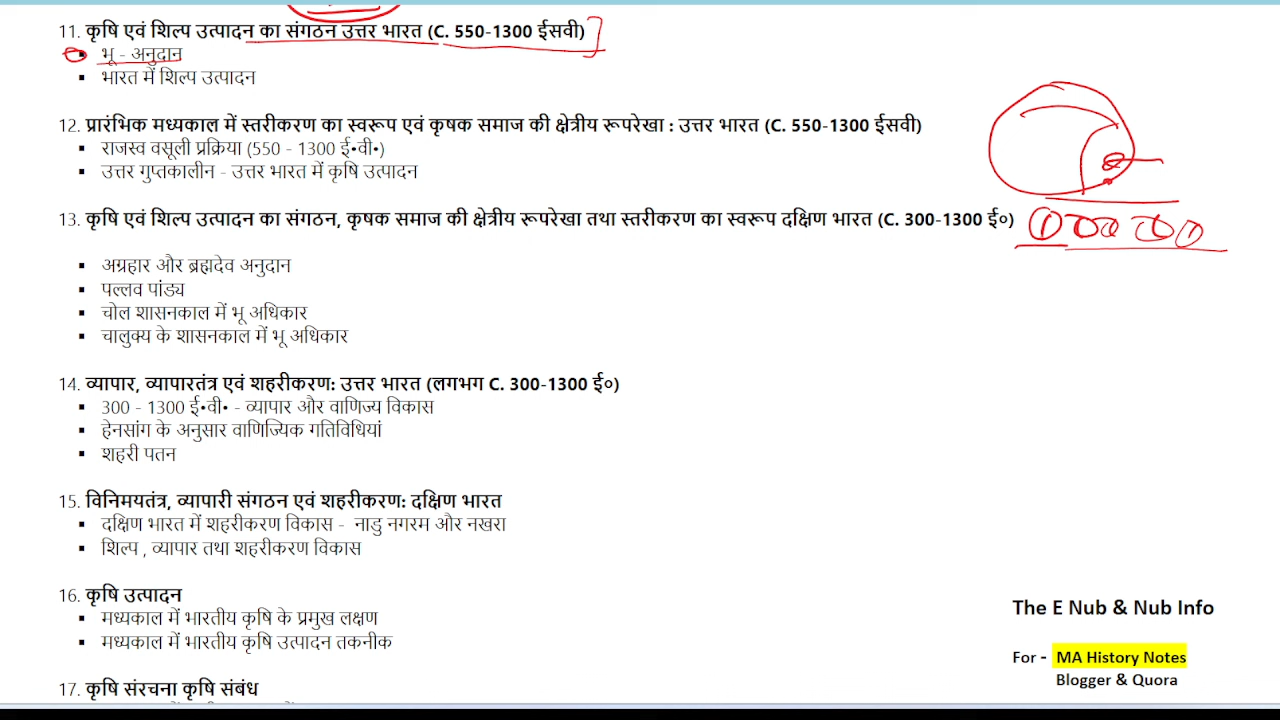 11. कृषि एवं शिल्प उत्पादन का संगठन उत्तर भारत (C. 550-1300 ईसवी)
▪ भू - अनुदान
▪ भारत में शिल्प उत्पादन
12. प्रारंभिक मध्यकाल में स्तरीकरण का स्वरूप एवं कृषक समाज की क्षेत्रीय रूपरेखा : उत्तर भारत (C. 550-1300 ईसवी)
▪ राजस्व वसूली प्रक्रिया (550 - 1300 ई•वी•)
▪ उत्तर गुप्तकालीन - उत्तर भारत में कृषि उत्पादन
13. कृषि एवं शिल्प उत्पादन का संगठन, कृषक समाज की क्षेत्रीय रूपरेखा तथा स्तरीकरण का स्वरूप दक्षिण भारत (C. 300-1300 ई०)
▪ अग्रहार और ब्रह्मदेव अनुदान
▪ पल्लव पांड्य
▪ चोल शासनकाल में भू अधिकार
▪ चालुक्य के शासनकाल में भू अधिकार
14. व्यापार, व्यापारतंत्र एवं शहरीकरण: उत्तर भारत (लगभग C. 300-1300 ई०)
▪ 300 - 1300 ई•वी• - व्यापार और वाणिज्य विकास
▪ हेनसांग के अनुसार वाणिज्यिक गतिविधियां
▪ शहरी पतन
15. विनिमयतंत्र, व्यापारी संगठन एवं शहरीकरण: दक्षिण भारत
▪ दक्षिण भारत में शहरीकरण विकास - नाडु नगरम और नखरा
▪ शिल्प , व्यापार तथा शहरीकरण विकास
16. कृषि उत्पादन
▪ मध्यकाल में भारतीय कृषि के प्रमुख लक्षण
▪ मध्यकाल में भारतीय कृषि उत्पादन तकनीक
17. कृषि संरचना कृषि संबंध
The E Nub & Nub Info
For - MA History Notes
Blogger & Quora